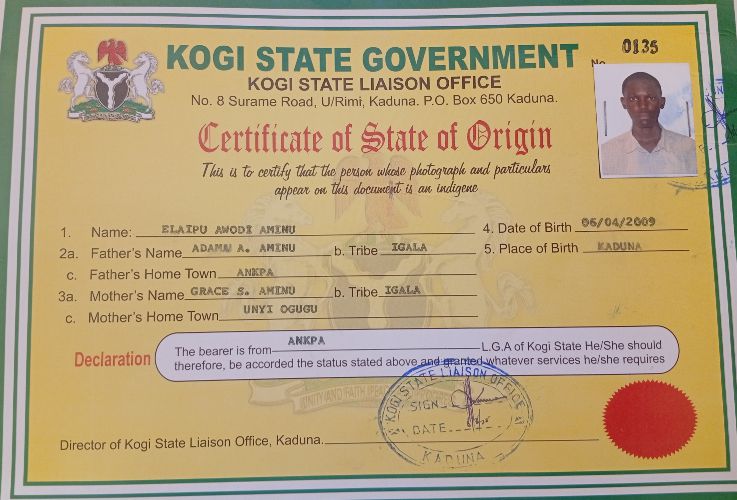 KOGI STATE GOVERNMENT
No. 0135
KOGI STATE LIAISON OFFICE
No. 8 Surame Road, U/Rimi, Kaduna. P.O. Box 650 Kaduna.
Certificate of State of Origin
This is to certify that the person whose photograph and particulars
appear on this document is an indigene
1. Name: ELAIPU AWODI AMINU 4. Date of Birth 06/04/2009
2a. Father's Name ADAMU A. AMINU b. Tribe IGALA 5. Place of Birth KADUNA
c. Father's Home Town ANKPA
3a. Mother's Name GRACE S. AMINU b. Tribe IGALA
c. Mother's Home Town UNYI OGUGU
Declaration
The bearer is from ANKPA L.G.A of Kogi State He/She should
therefore, be accorded the status stated above and granted whatever services he/she requires
KOGI STATE LIAISON OFFICE
SIGN
DATE
KADUNA
Director of Kogi State Liaison Office, Kaduna.